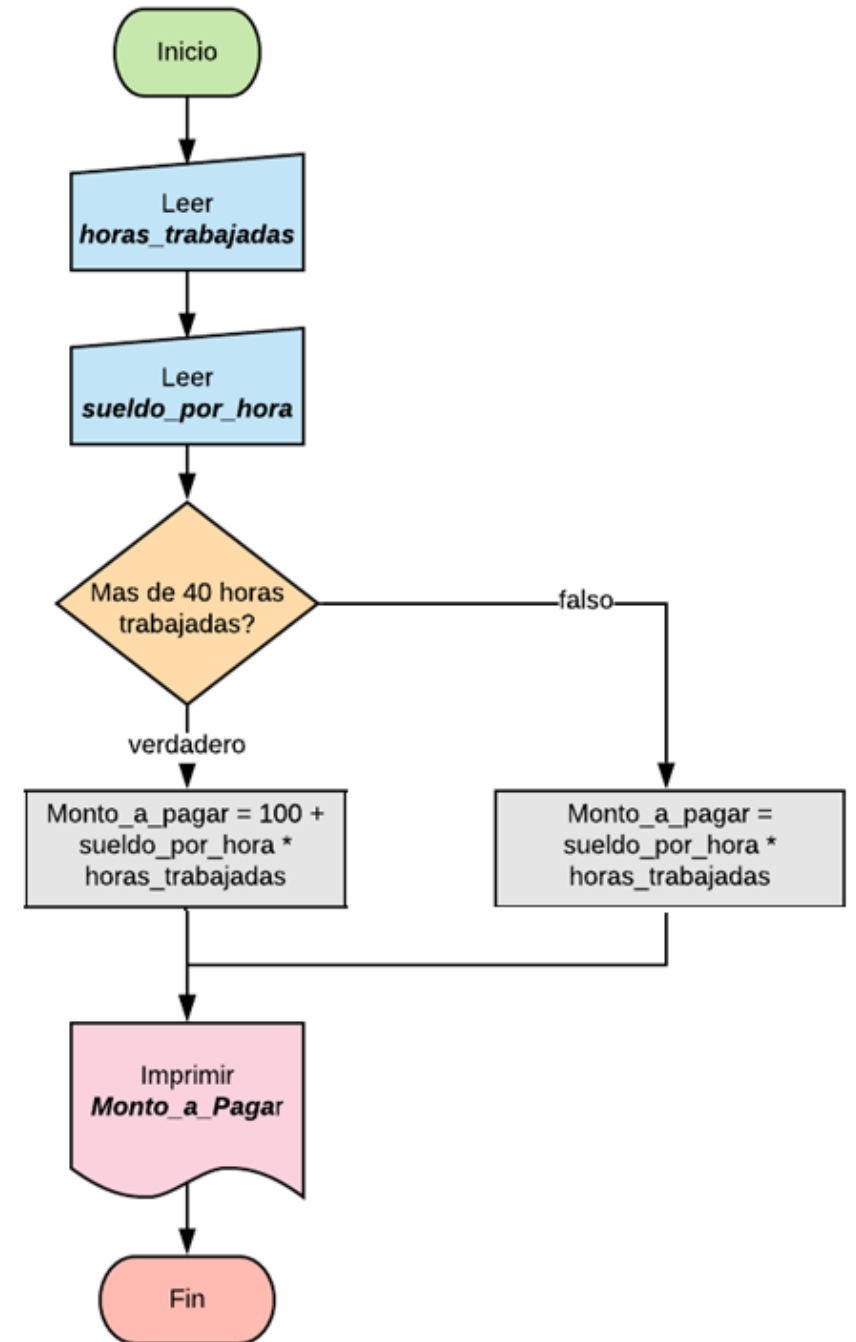 Inicio
Leer
horas_trabajadas
Leer
sueldo_por_hora
Mas de 40 horas
trabajadas?
falso
verdadero
Monto_a_pagar = 100 +
sueldo_por_hora *
horas_trabajadas
Monto_a_pagar =
sueldo_por_hora *
horas_trabajadas
Imprimir
Monto_a_Pagar
Fin